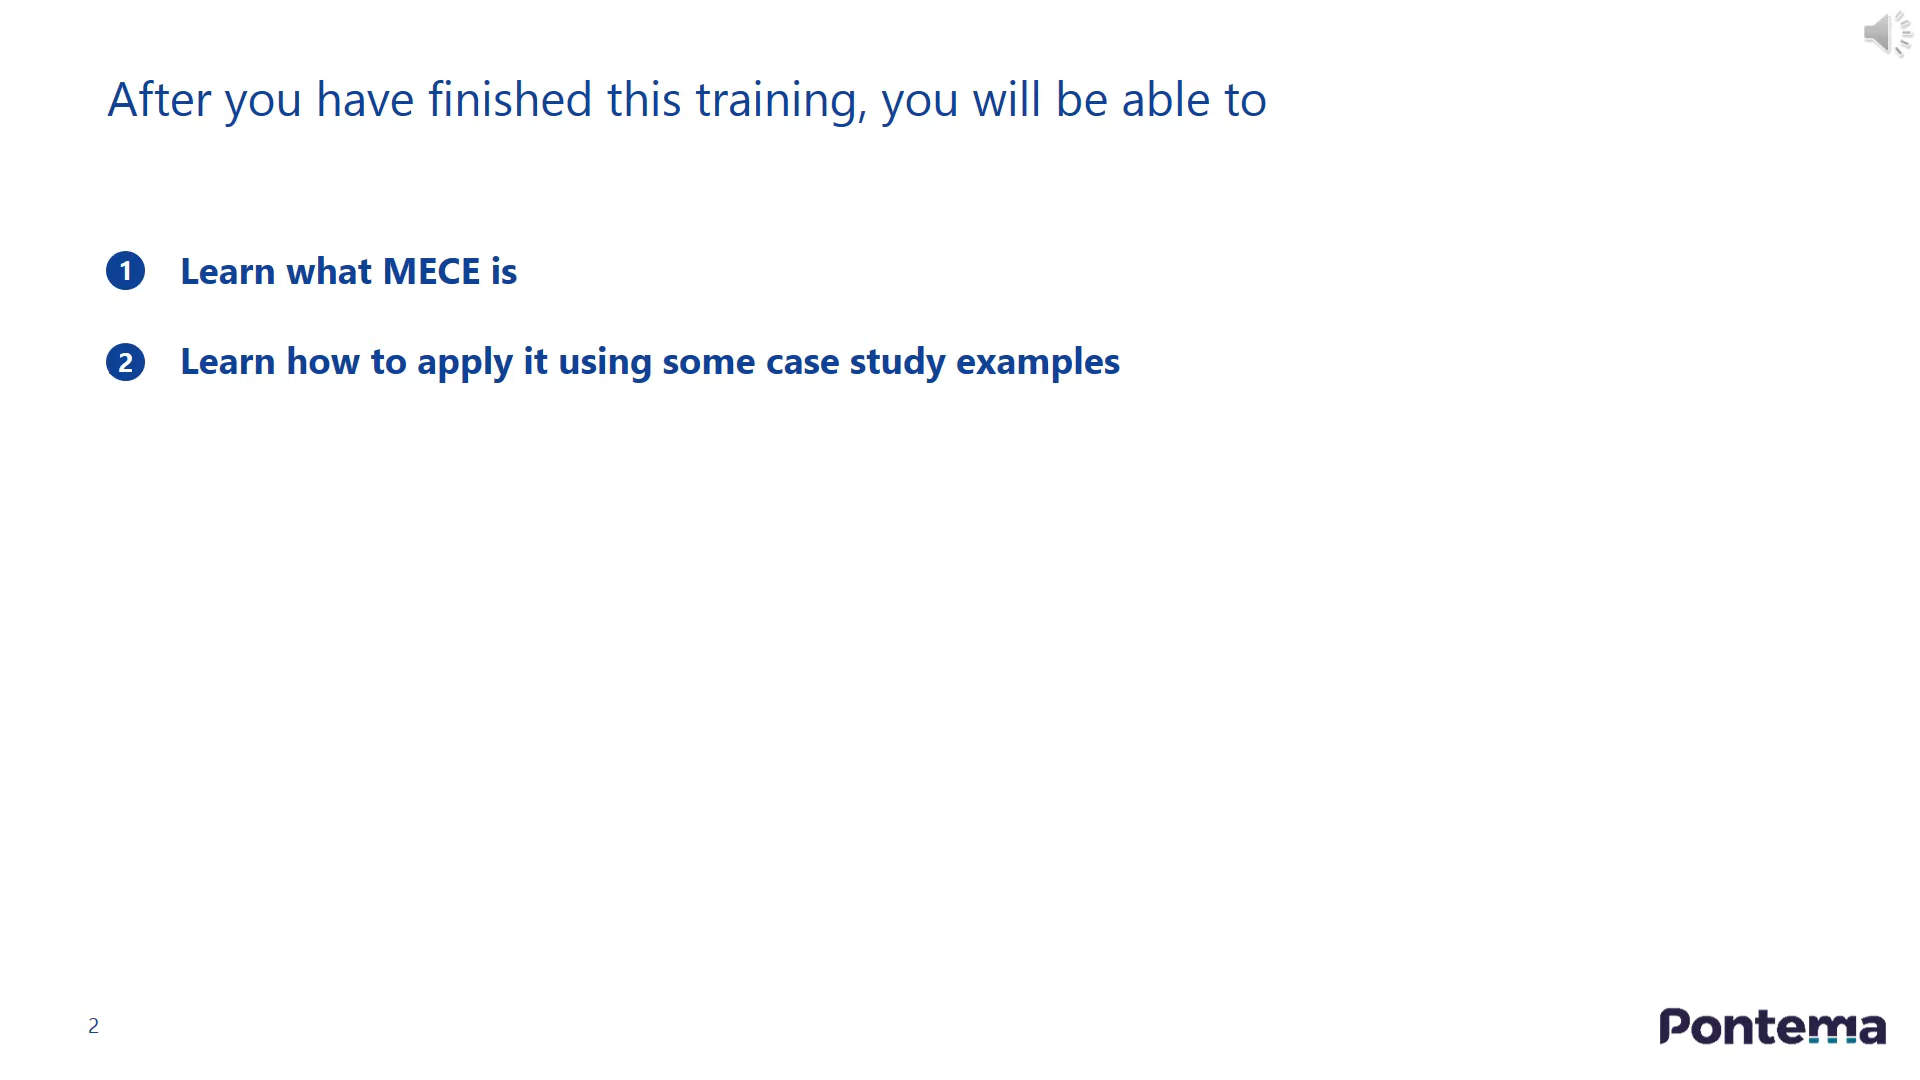 After you have finished this training, you will be able to
1 Learn what MECE is
2 Learn how to apply it using some case study examples
2
Pontema